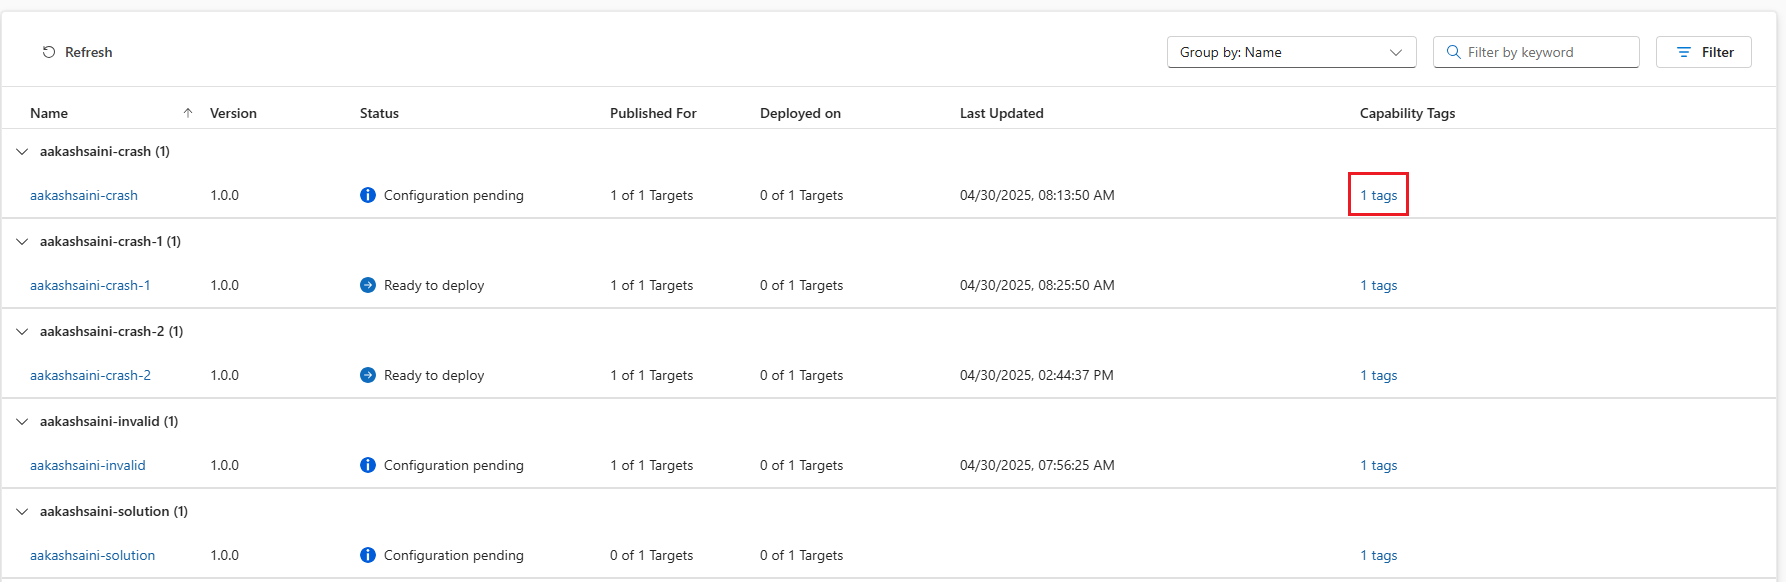 Refresh Group by: Name Filter by keyword Filter
Name Version Status Published For Deployed on Last Updated Capability Tags
aakashsaini-crash (1)
aakashsaini-crash 1.0.0 Configuration pending 1 of 1 Targets 0 of 1 Targets 04/30/2025, 08:13:50 AM 1 tags
aakashsaini-crash-1 (1)
aakashsaini-crash-1 1.0.0 Ready to deploy 1 of 1 Targets 0 of 1 Targets 04/30/2025, 08:25:50 AM 1 tags
aakashsaini-crash-2 (1)
aakashsaini-crash-2 1.0.0 Ready to deploy 1 of 1 Targets 0 of 1 Targets 04/30/2025, 02:44:37 PM 1 tags
aakashsaini-invalid (1)
aakashsaini-invalid 1.0.0 Configuration pending 1 of 1 Targets 0 of 1 Targets 04/30/2025, 07:56:25 AM 1 tags
aakashsaini-solution (1)
aakashsaini-solution 1.0.0 Configuration pending 0 of 1 Targets 0 of 1 Targets 1 tags